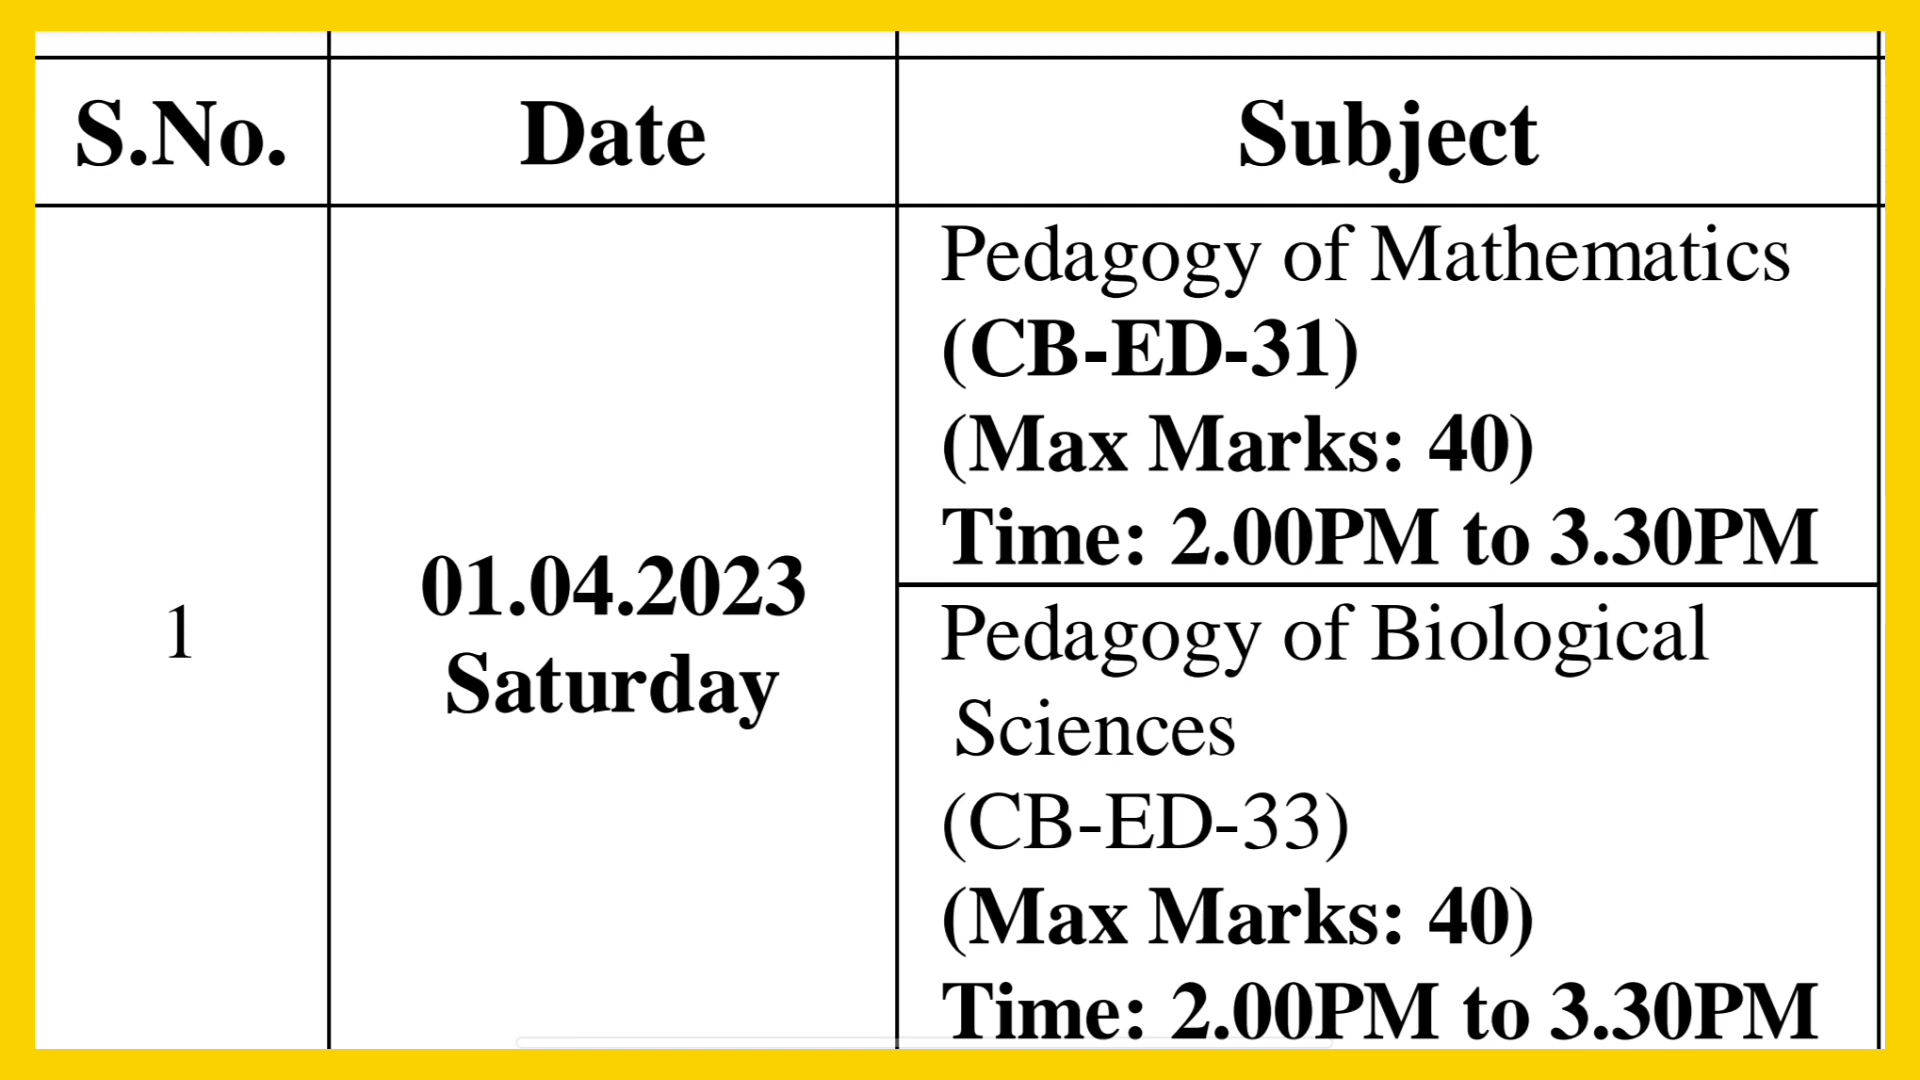 S.No.
Date
Subject
1
01.04.2023
Saturday
Pedagogy of Mathematics
(CB-ED-31)
(Max Marks: 40)
Time: 2.00PM to 3.30PM
Pedagogy of Biological
Sciences
(CB-ED-33)
(Max Marks: 40)
Time: 2.00PM to 3.30PM